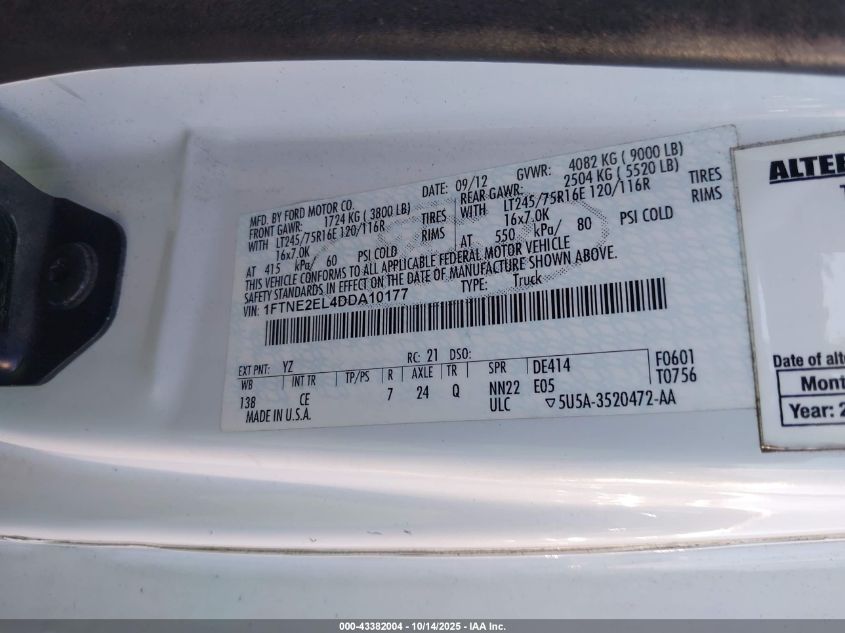 MFD. BY FORD MOTOR CO. DATE: 09/12 GVWR: 4082 KG ( 9000 LB)
FRONT GAWR: 1724 KG ( 3800 LB) REAR GAWR: 2504 KG ( 5520 LB)
WITH LT245/75R16E 120/116R TIRES WITH LT245/75R16E 120/116R TIRES
16x7.0K RIMS 16x7.0K RIMS
AT 415 kPa/ 60 PSI COLD AT 550 kPa/ 80 PSI COLD
THIS VEHICLE CONFORMS TO ALL APPLICABLE FEDERAL MOTOR VEHICLE
SAFETY STANDARDS IN EFFECT ON THE DATE OF MANUFACTURE SHOWN ABOVE.
VIN: 1FTNE2EL4DDA10177 TYPE: Truck
EXT PNT: YZ RC: 21 DSO:
WB INT TR TP/PS R AXLE TR SPR DE414 F0601
138 CE 7 24 Q NN22 E05 T0756
MADE IN U.S.A. ULC ▽5U5A-3520472-AA
ALTER
Date of alte
Mont
Year: 2
000-43382004 - 10/14/2025 - IAA Inc.